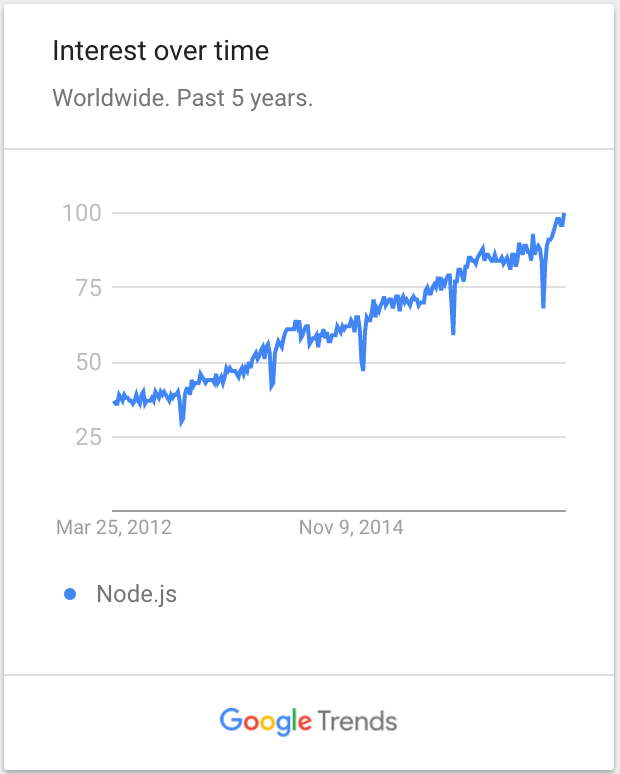 Interest over time
Worldwide. Past 5 years.
100
75
50
25
Mar 25, 2012 Nov 9, 2014
Node.js
Google Trends